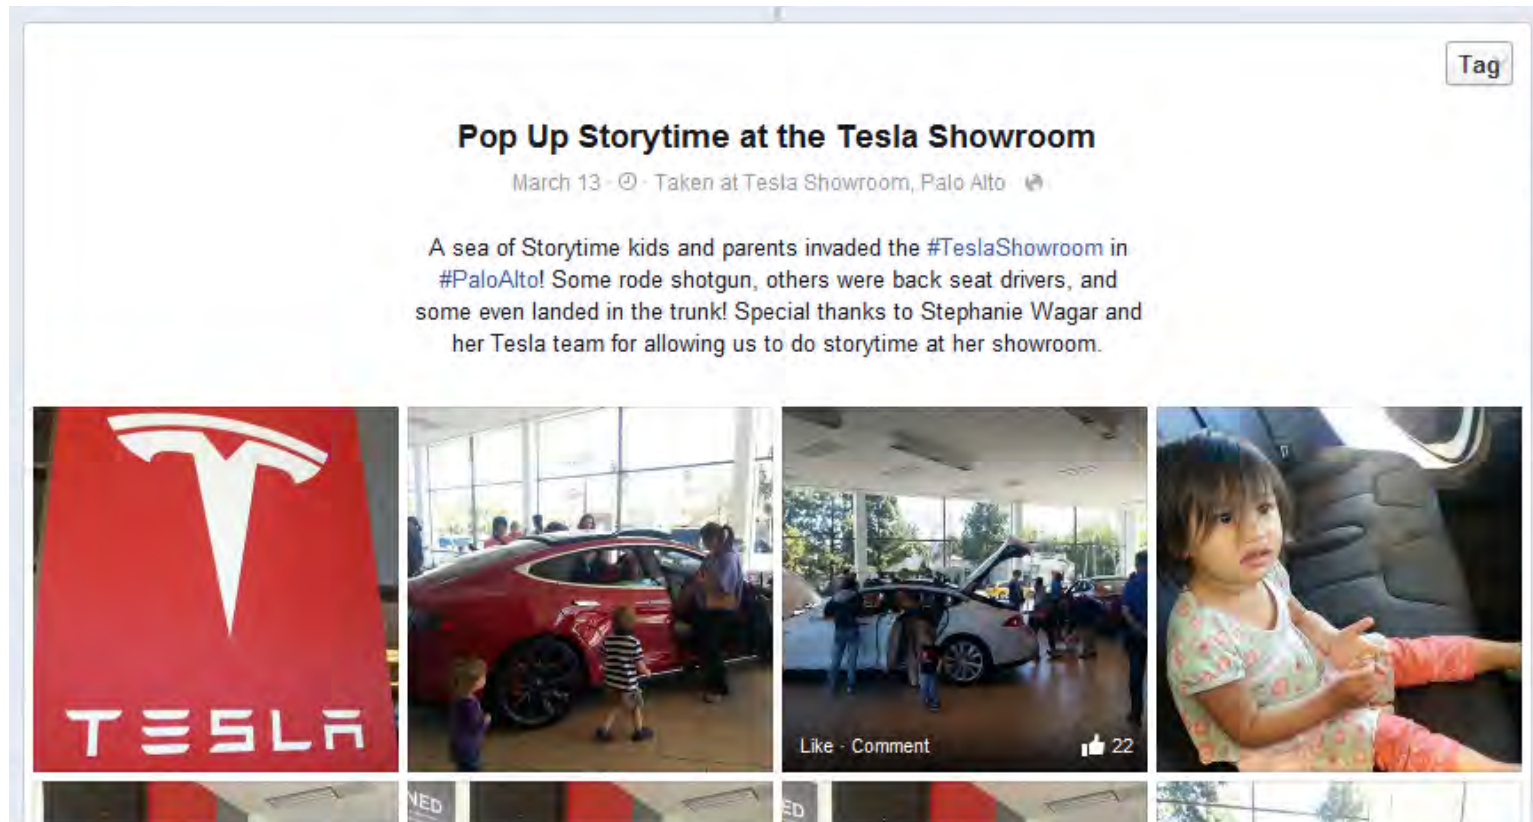 Tag
Pop Up Storytime at the Tesla Showroom
March 13 · Taken at Tesla Showroom, Palo Alto
A sea of Storytime kids and parents invaded the #TeslaShowroom in
#PaloAlto! Some rode shotgun, others were back seat drivers, and
some even landed in the trunk! Special thanks to Stephanie Wagar and
her Tesla team for allowing us to do storytime at her showroom.
TESLA
Like · Comment 22
NED
ED